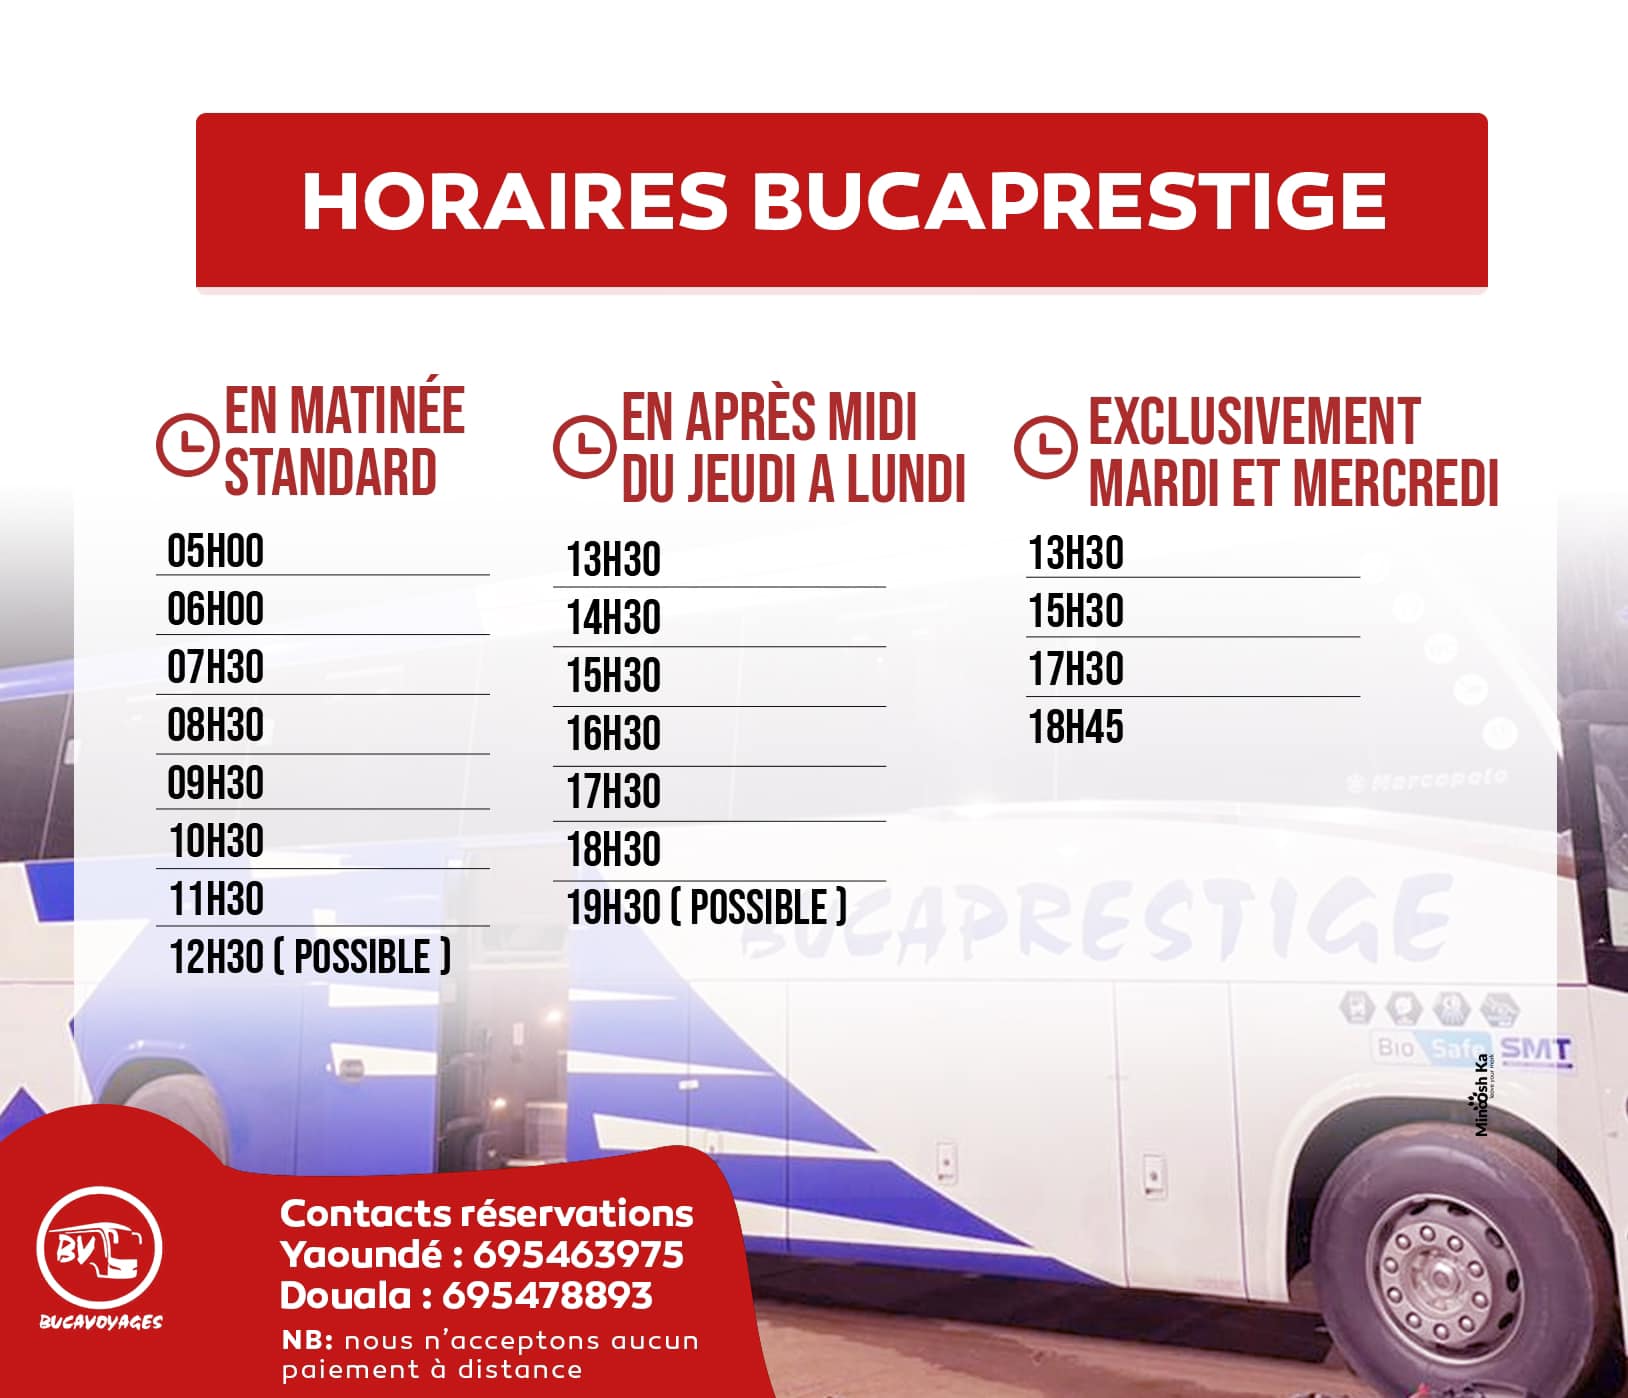 HORAIRES BUCAPRESTIGE
EN MATINÉE
STANDARD
05H00
06H00
07H30
08H30
09H30
10H30
11H30
12H30 ( POSSIBLE )
EN APRÈS MIDI
DU JEUDI A LUNDI
13H30
14H30
15H30
16H30
17H30
18H30
19H30 ( POSSIBLE )
EXCLUSIVEMENT
MARDI ET MERCREDI
13H30
15H30
17H30
18H45
Marcopolo
BUCAPRESTIGE
Bio Safe SMT
Minoosh Ka
BV
BUCAVOYAGES
Contacts réservations
Yaoundé : 695463975
Douala : 695478893
NB: nous n'acceptons aucun
paiement à distance